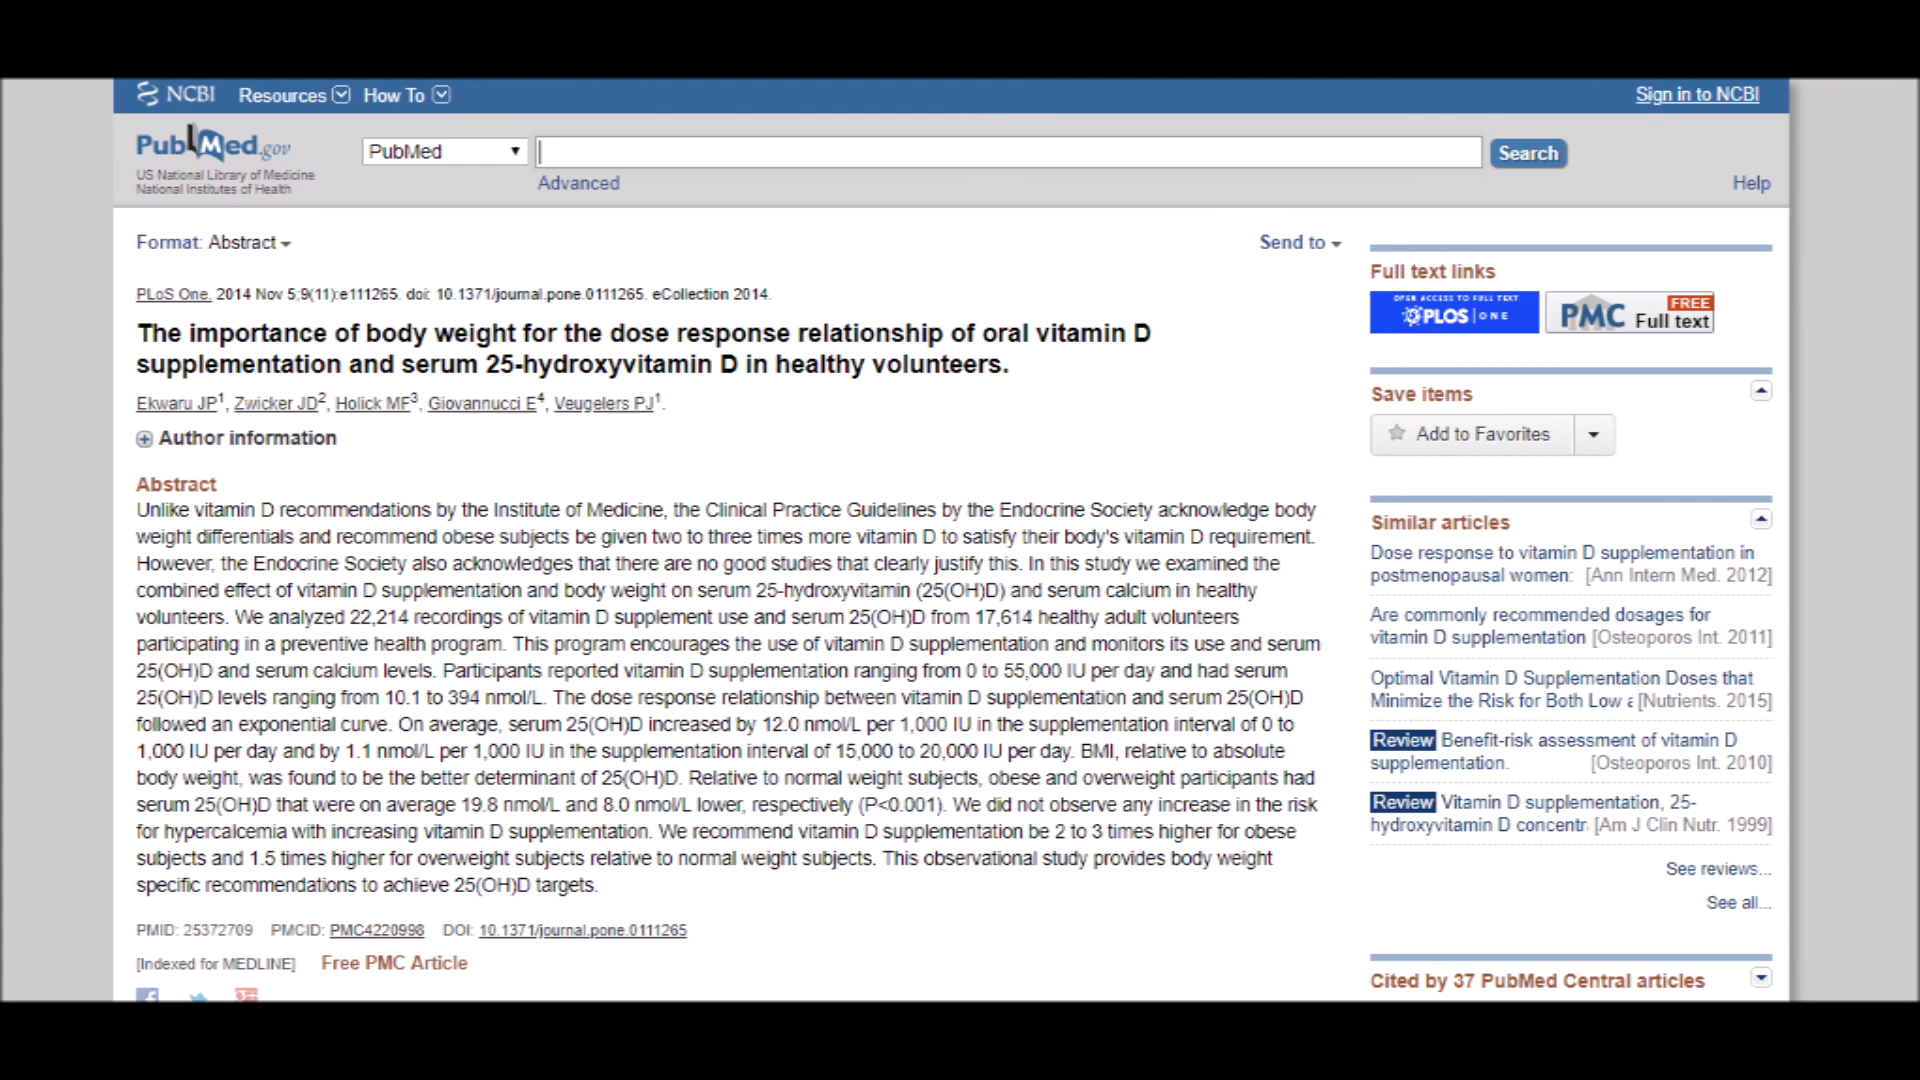 NCBI Resources How To Sign in to NCBI
PubMed.gov
US National Library of Medicine
National Institutes of Health
PubMed
Search
Advanced
Help
Format: Abstract
Send to
PLoS One. 2014 Nov 5;9(11):e111265. doi: 10.1371/journal.pone.0111265. eCollection 2014.
The importance of body weight for the dose response relationship of oral vitamin D
supplementation and serum 25-hydroxyvitamin D in healthy volunteers.
Ekwaru JP1, Zwicker JD2, Holick MF3, Giovannucci E4, Veugelers PJ1.
Author information
Abstract
Unlike vitamin D recommendations by the Institute of Medicine, the Clinical Practice Guidelines by the Endocrine Society acknowledge body
weight differentials and recommend obese subjects be given two to three times more vitamin D to satisfy their body's vitamin D requirement.
However, the Endocrine Society also acknowledges that there are no good studies that clearly justify this. In this study we examined the
combined effect of vitamin D supplementation and body weight on serum 25-hydroxyvitamin (25(OH)D) and serum calcium in healthy
volunteers. We analyzed 22,214 recordings of vitamin D supplement use and serum 25(OH)D from 17,614 healthy adult volunteers
participating in a preventive health program. This program encourages the use of vitamin D supplementation and monitors its use and serum
25(OH)D and serum calcium levels. Participants reported vitamin D supplementation ranging from 0 to 55,000 IU per day and had serum
25(OH)D levels ranging from 10.1 to 394 nmol/L. The dose response relationship between vitamin D supplementation and serum 25(OH)D
followed an exponential curve. On average, serum 25(OH)D increased by 12.0 nmol/L per 1,000 IU in the supplementation interval of 0 to
1,000 IU per day and by 1.1 nmol/L per 1,000 IU in the supplementation interval of 15,000 to 20,000 IU per day. BMI, relative to absolute
body weight, was found to be the better determinant of 25(OH)D. Relative to normal weight subjects, obese and overweight participants had
serum 25(OH)D that were on average 19.8 nmol/L and 8.0 nmol/L lower, respectively (P<0.001). We did not observe any increase in the risk
for hypercalcemia with increasing vitamin D supplementation. We recommend vitamin D supplementation be 2 to 3 times higher for obese
subjects and 1.5 times higher for overweight subjects relative to normal weight subjects. This observational study provides body weight
specific recommendations to achieve 25(OH)D targets.
PMID: 25372709 PMCID: PMC4220998 DOI: 10.1371/journal.pone.0111265
[Indexed for MEDLINE] Free PMC Article
Full text links
OPEN ACCESS TO FULL TEXT
PLOS | ONE
FREE
PMC Full text
Save items
Add to Favorites
Similar articles
Dose response to vitamin D supplementation in
postmenopausal women: [Ann Intern Med. 2012]
Are commonly recommended dosages for
vitamin D supplementation [Osteoporos Int. 2011]
Optimal Vitamin D Supplementation Doses that
Minimize the Risk for Both Low a [Nutrients. 2015]
Review Benefit-risk assessment of vitamin D
supplementation. [Osteoporos Int. 2010]
Review Vitamin D supplementation, 25-
hydroxyvitamin D concentr [Am J Clin Nutr. 1999]
See reviews...
See all...
Cited by 37 PubMed Central articles